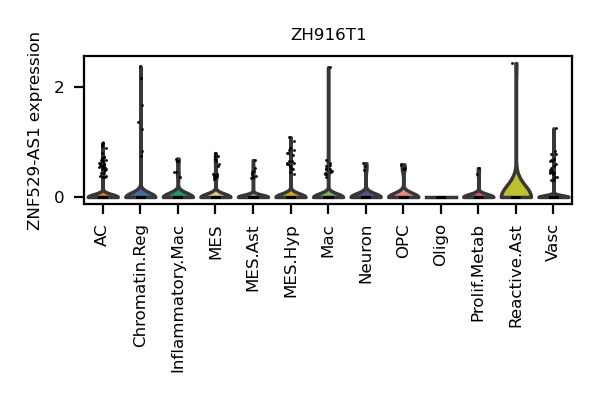 ZH916T1
ZNF529-AS1 expression
2
0
AC
Chromatin.Reg
Inflammatory.Mac
MES
MES.Ast
MES.Hyp
Mac
Neuron
OPC
Oligo
Prolif.Metab
Reactive.Ast
Vasc